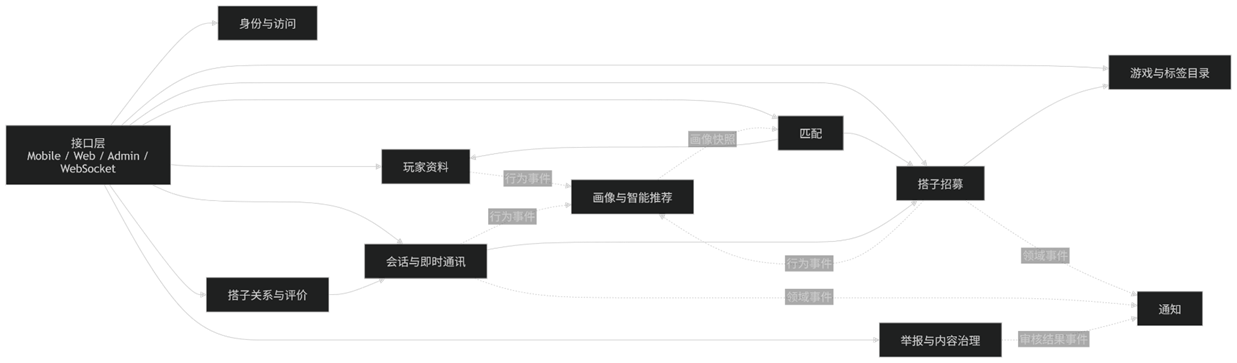 身份与访问
游戏与标签目录
接口层
Mobile / Web / Admin /
WebSocket
匹配
画像快照
玩家资料
行为事件
搭子招募
画像与智能推荐
行为事件
会话与即时通讯
行为事件
领域事件
搭子关系与评价
领域事件
通知
举报与内容治理
审核结果事件